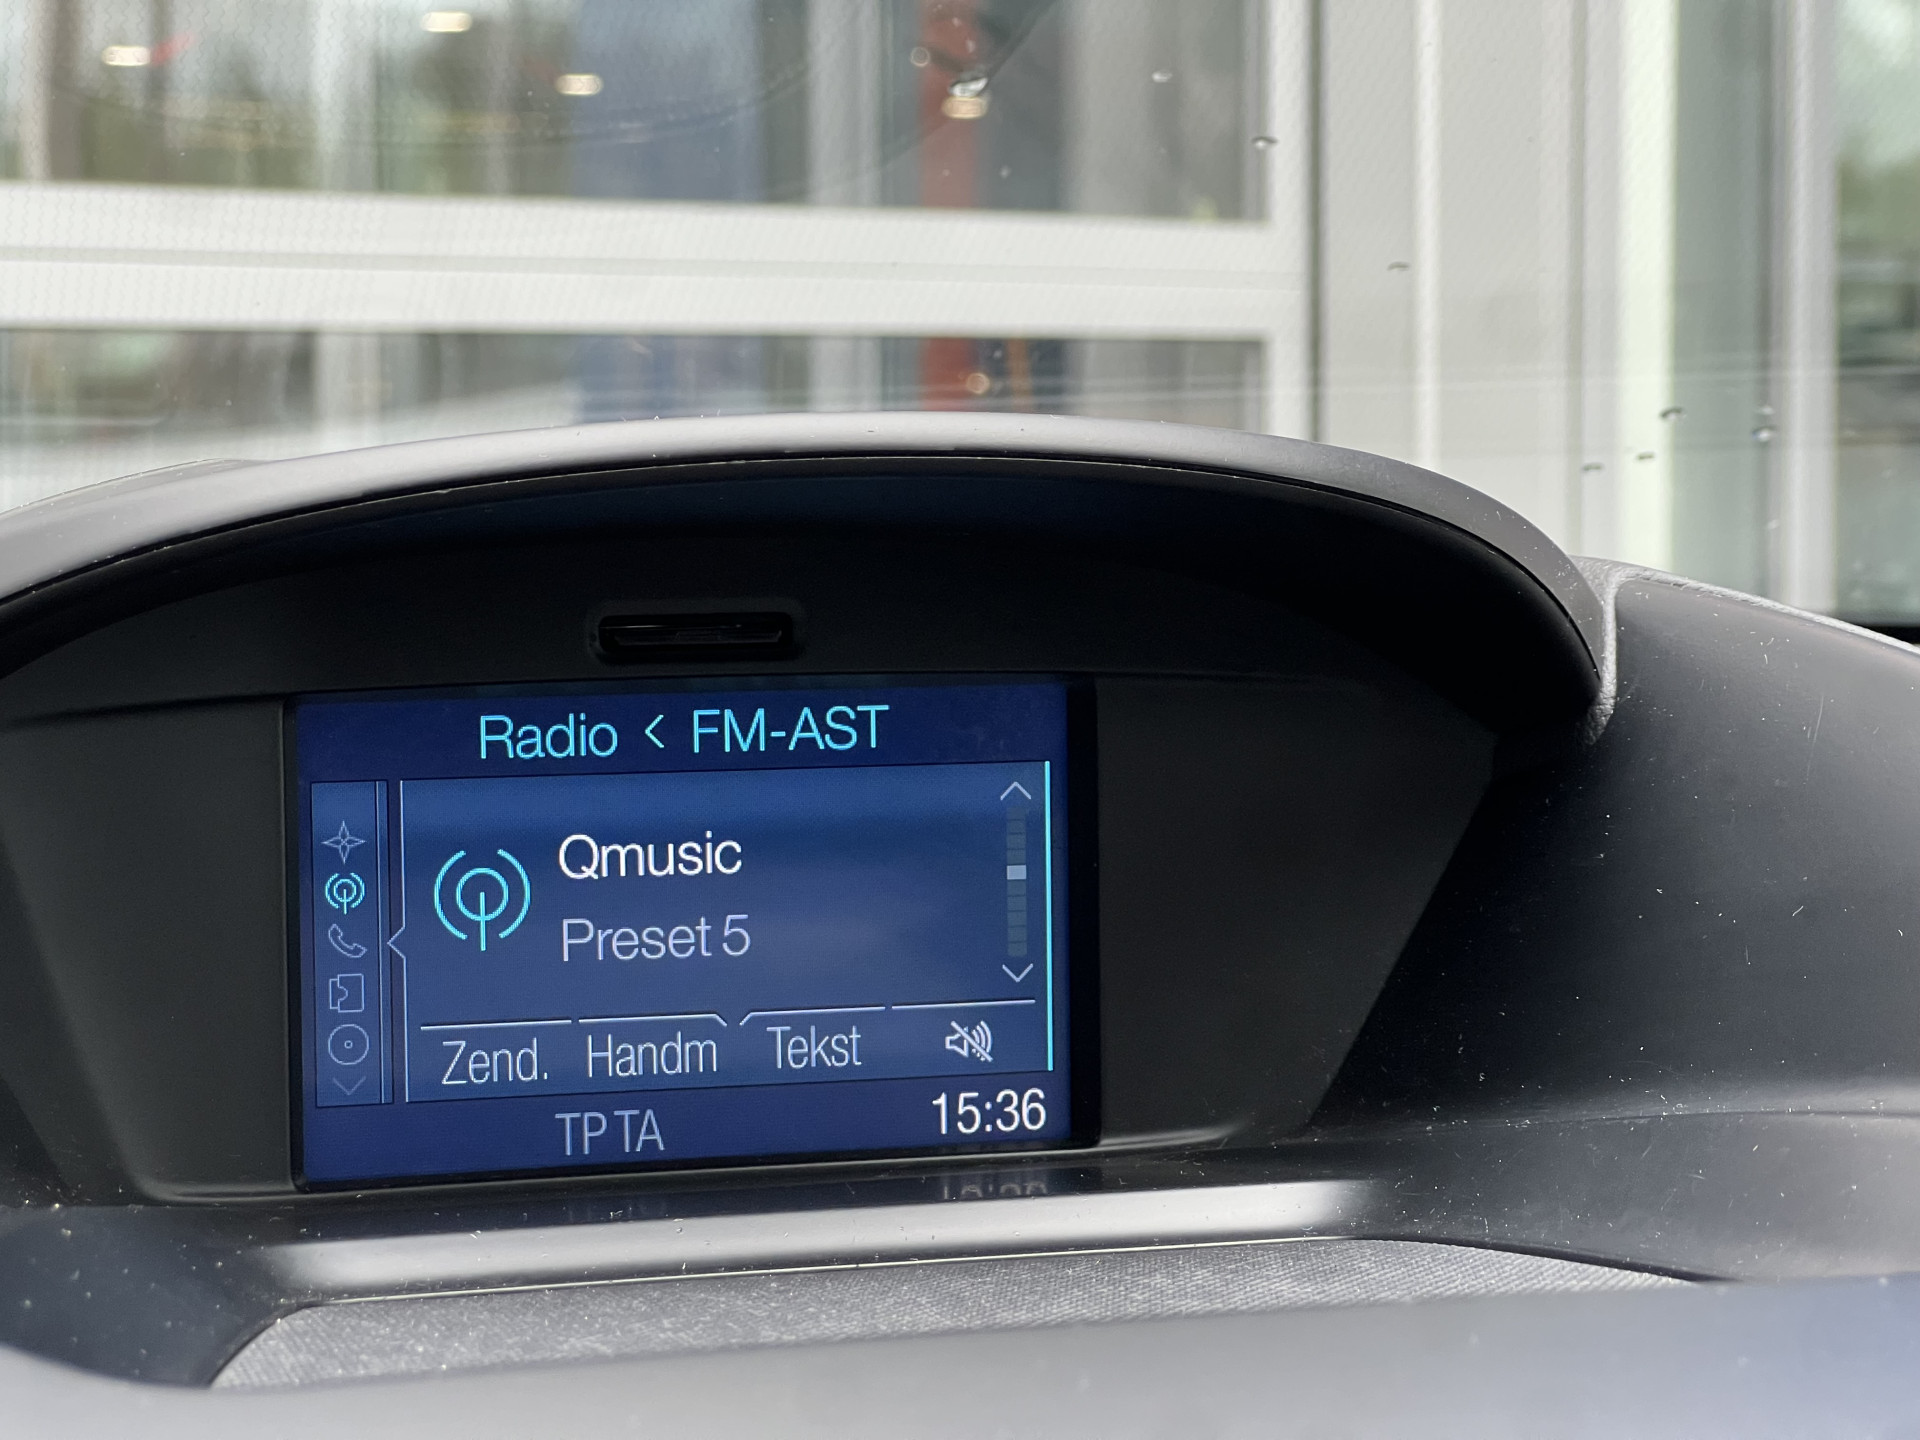 Radio < FM-AST
Qmusic
Preset 5
Zend. Handm Tekst
TP TA 15:36